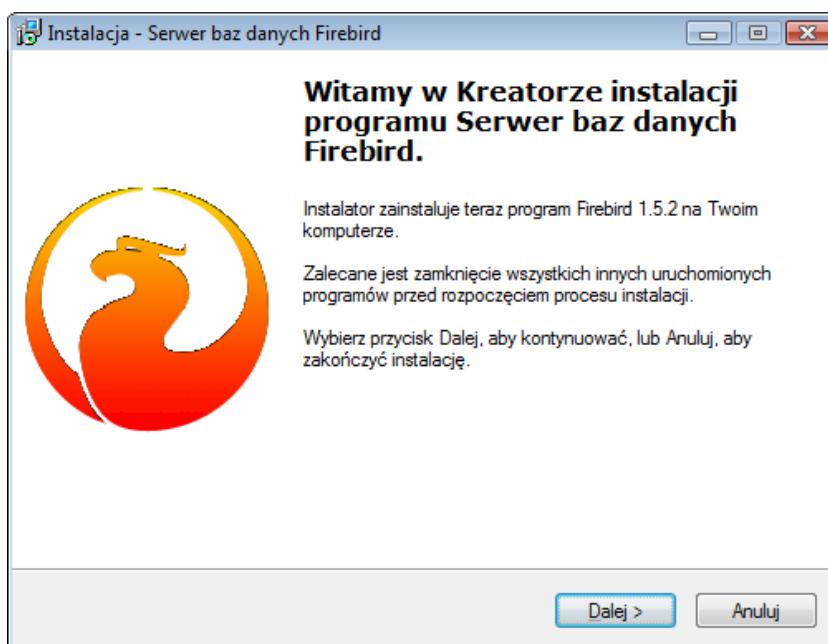 Instalacja - Serwer baz danych Firebird
Witamy w Kreatorze instalacji
programu Serwer baz danych
Firebird.
Instalator zainstaluje teraz program Firebird 1.5.2 na Twoim
komputerze.
Zalecane jest zamknięcie wszystkich innych uruchomionych
programów przed rozpoczęciem procesu instalacji.
Wybierz przycisk Dalej, aby kontynuować, lub Anuluj, aby
zakończyć instalację.
Dalej >
Anuluj